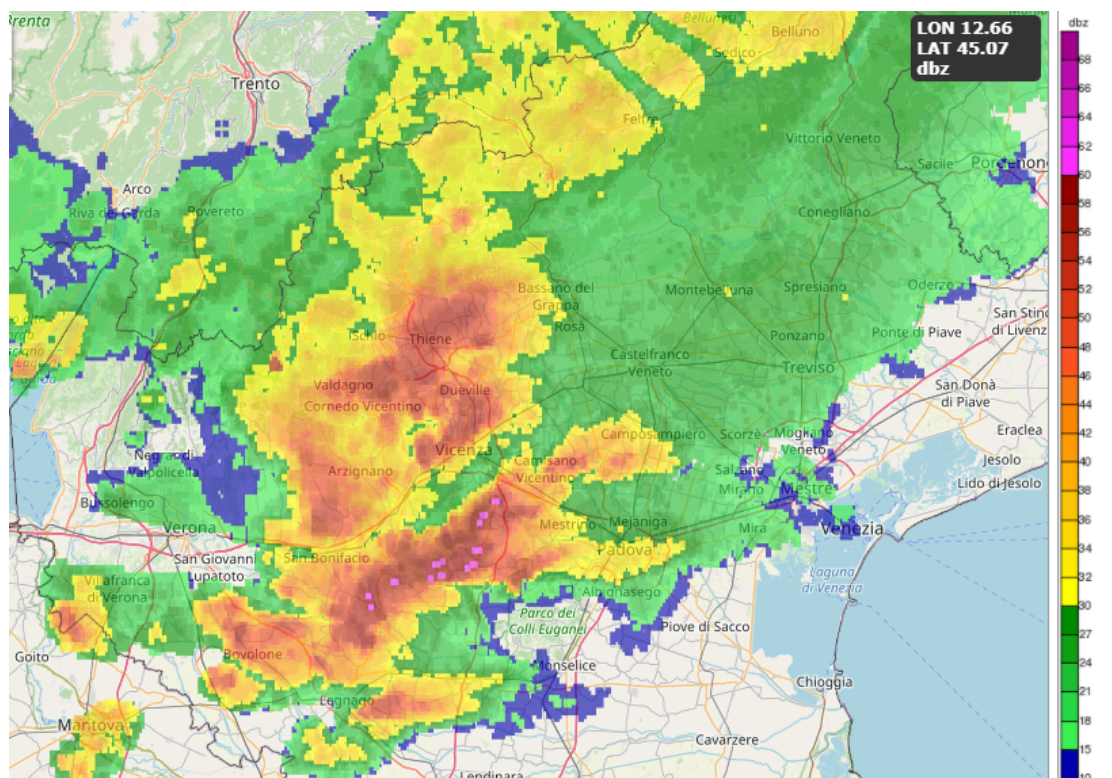 Brenta
Bellunesi
Belluno
Sedico
LON 12.66
LAT 45.07
dbz
Trento
Feltre
Vittorio Veneto
Sacile
Pordenone
Arco
Riva del Garda
Rovereto
Conegliano
Bassano del
Grappa
Montebelluna
Spresiano
Oderzo
Rosà
San Stino
di Livenz
Schio
Thiene
Ponzano
Ponte di Piave
Castelfranco
Veneto
Treviso
Valdagno
Dueville
San Donà
di Piave
Cornedo Vicentino
Camposampiero
Scorzè
Mogliano
Veneto
Eraclea
Negrar di
Valpolicella
Vicenza
Arzignano
Camisano
Vicentino
Salzano
Jesolo
Mirano
Mestre
Lido di Jesolo
Bussolengo
Verona
Mestrino
Mejaniga
Mira
Venezia
San Giovanni
Lupatoto
San Bonifacio
Padova
Villafranca
di Verona
Albignasego
Laguna
di Venezia
Parco dei
Colli Euganei
Piove di Sacco
Goito
Bovolone
Monselice
Chioggia
Legnago
Mantova
Cavarzere
Lendinara
dbz
68
66
64
62
60
58
56
54
52
50
48
46
44
42
40
38
36
34
32
30
27
24
21
18
15
10